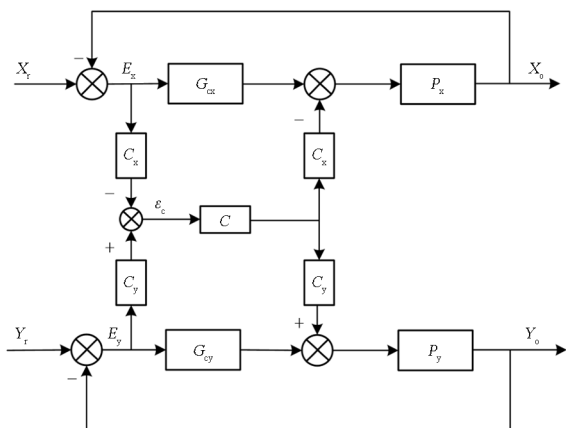 −
X_r E_x G_cx P_x X_o
−
C_x C_x
−
ε_c C
+
C_y C_y
Y_r E_y G_cy + P_y Y_o
−